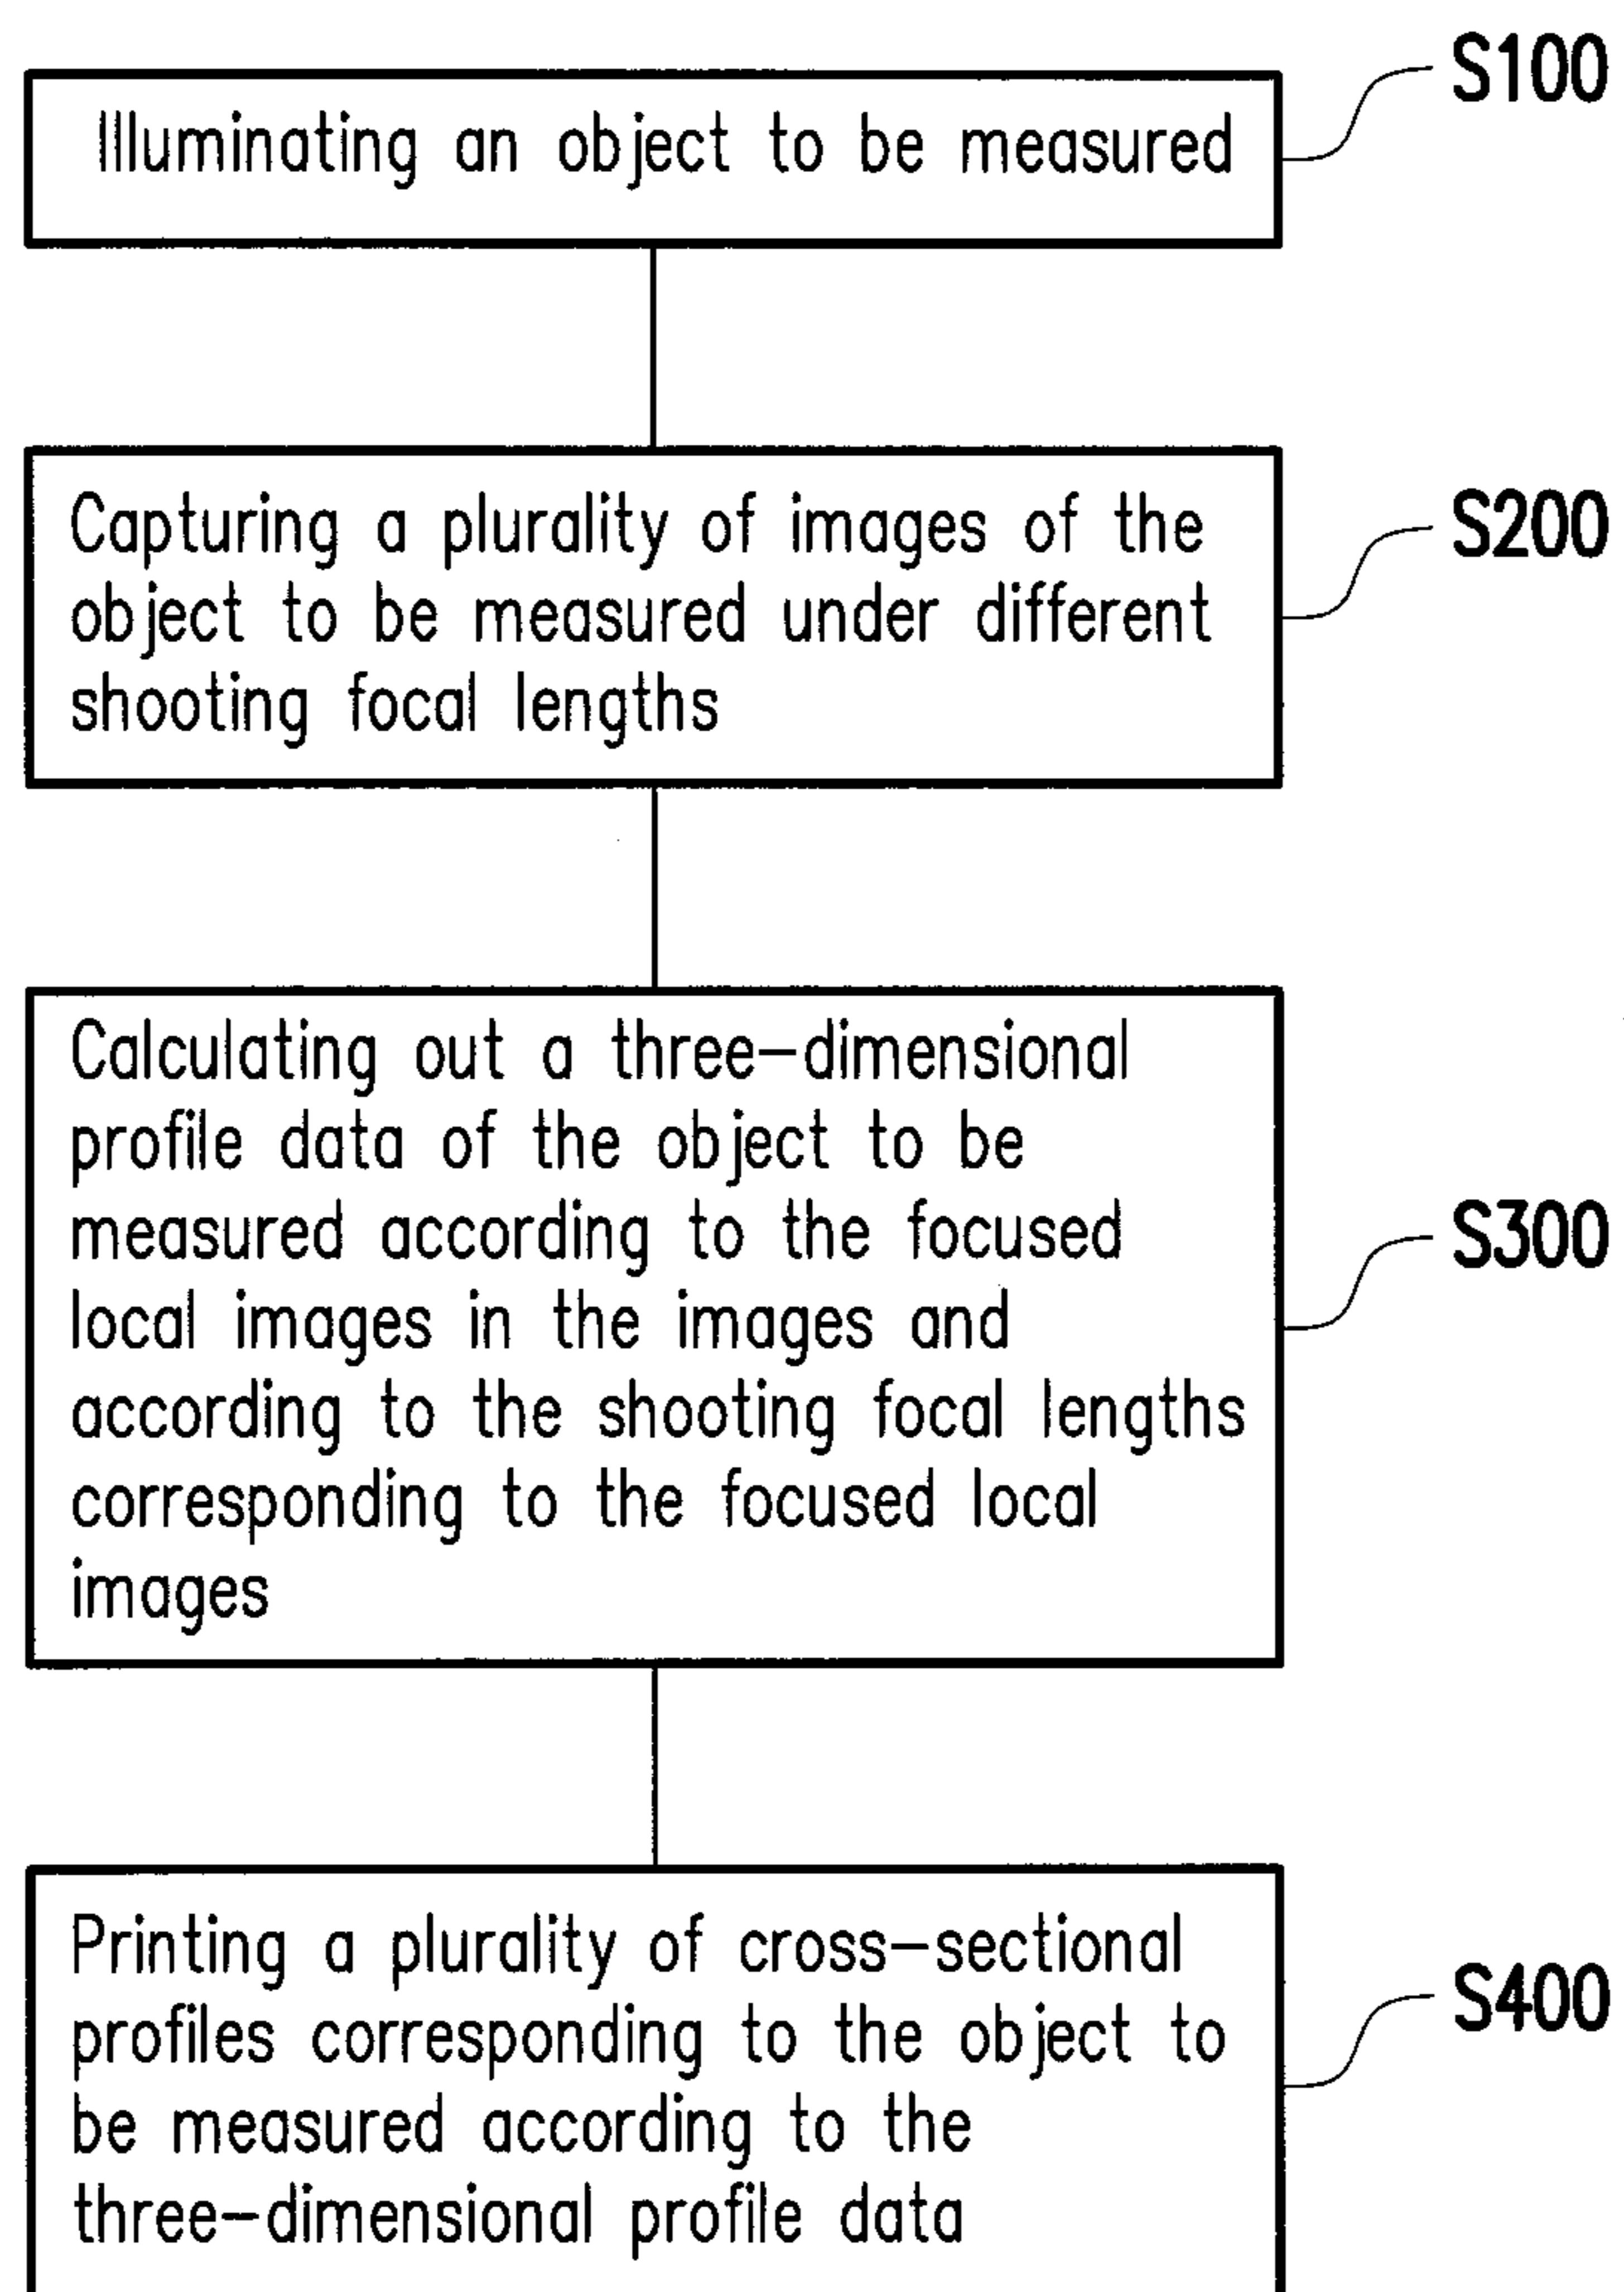 S100
Illuminating an object to be measured
Capturing a plurality of images of the
object to be measured under different
shooting focal lengths
S200
Calculating out a three-dimensional
profile data of the object to be
measured according to the focused
local images in the images and
according to the shooting focal lengths
corresponding to the focused local
images
S300
Printing a plurality of cross-sectional
profiles corresponding to the object to
be measured according to the
three-dimensional profile data
S400